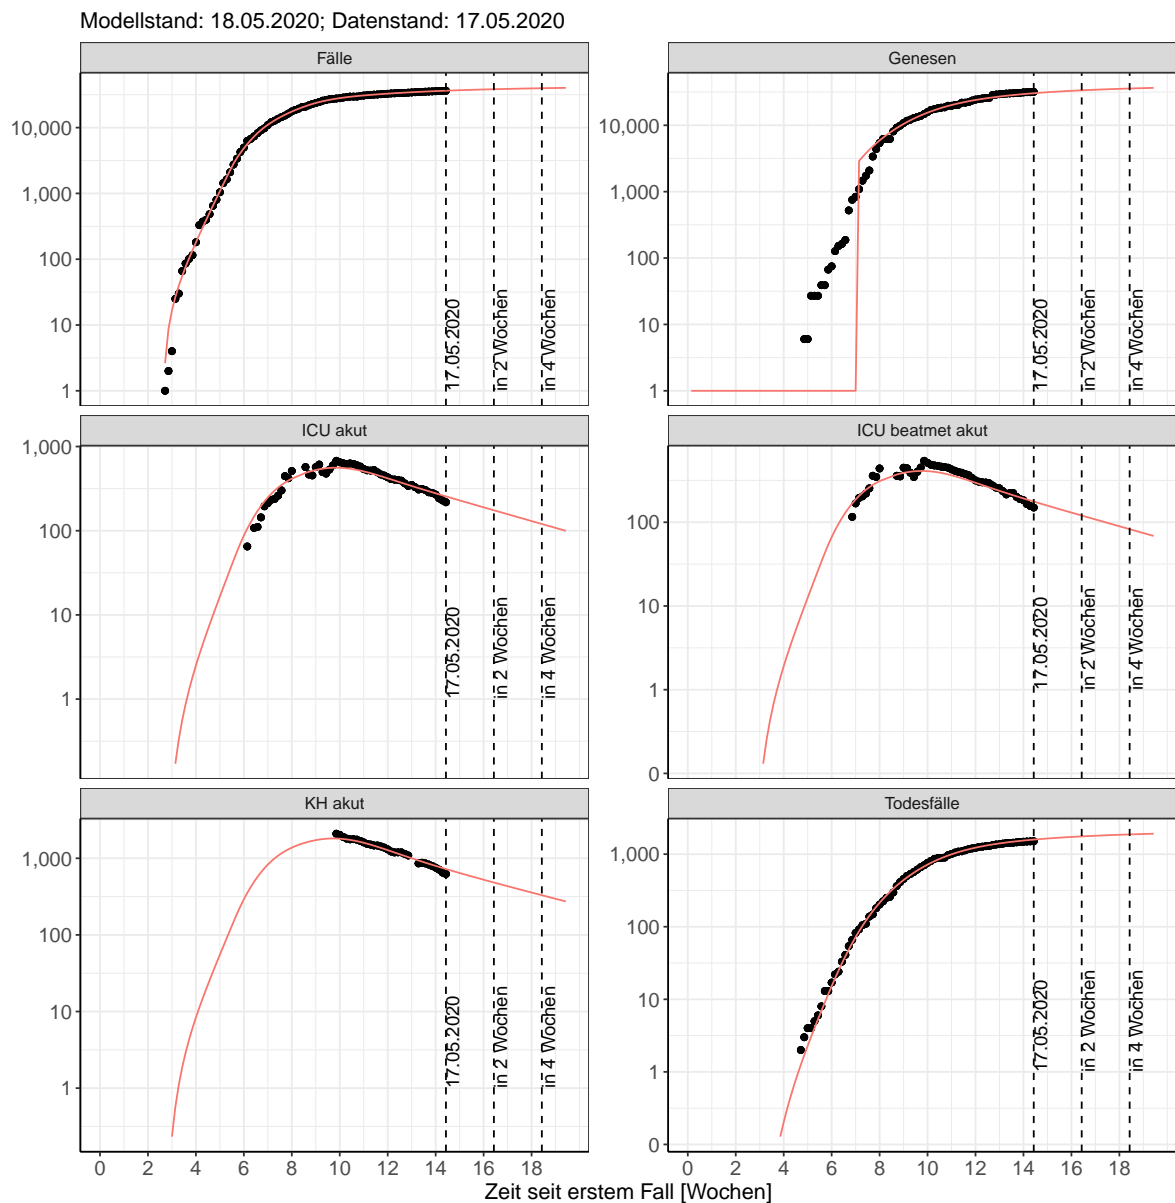 Modellstand: 18.05.2020; Datenstand: 17.05.2020
Fälle
Genesen
10,000
1,000
100
10
1
17.05.2020
in 2 Wochen
in 4 Wochen
10,000
1,000
100
10
1
17.05.2020
in 2 Wochen
in 4 Wochen
ICU akut
ICU beatmet akut
1,000
100
10
1
17.05.2020
in 2 Wochen
in 4 Wochen
100
10
1
0
17.05.2020
in 2 Wochen
in 4 Wochen
KH akut
Todesfälle
1,000
100
10
1
17.05.2020
in 2 Wochen
in 4 Wochen
1,000
100
10
1
0
17.05.2020
in 2 Wochen
in 4 Wochen
0 2 4 6 8 10 12 14 16 18
0 2 4 6 8 10 12 14 16 18
Zeit seit erstem Fall [Wochen]